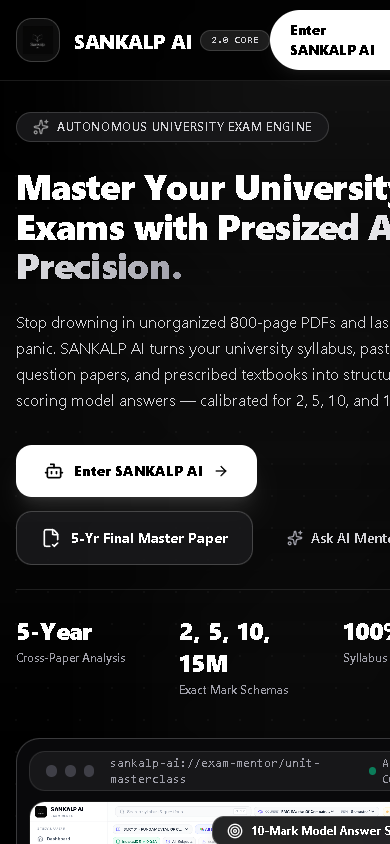 SANKALP AI
2.0 CORE
Enter
SANKALP AI
AUTONOMOUS UNIVERSITY EXAM ENGINE
Master Your University
Exams with Presized A
Precision.
Stop drowning in unorganized 800-page PDFs and las
panic. SANKALP AI turns your university syllabus, past
question papers, and prescribed textbooks into structu
scoring model answers — calibrated for 2, 5, 10, and 1
Enter SANKALP AI
5-Yr Final Master Paper
Ask AI Mento
5-Year
Cross-Paper Analysis
2, 5, 10,
15M
Exact Mark Schemas
100%
Syllabus
sankalp-ai://exam-mentor/unit-
masterclass
SANKALP AI
Dashboard
10-Mark Model Answer S